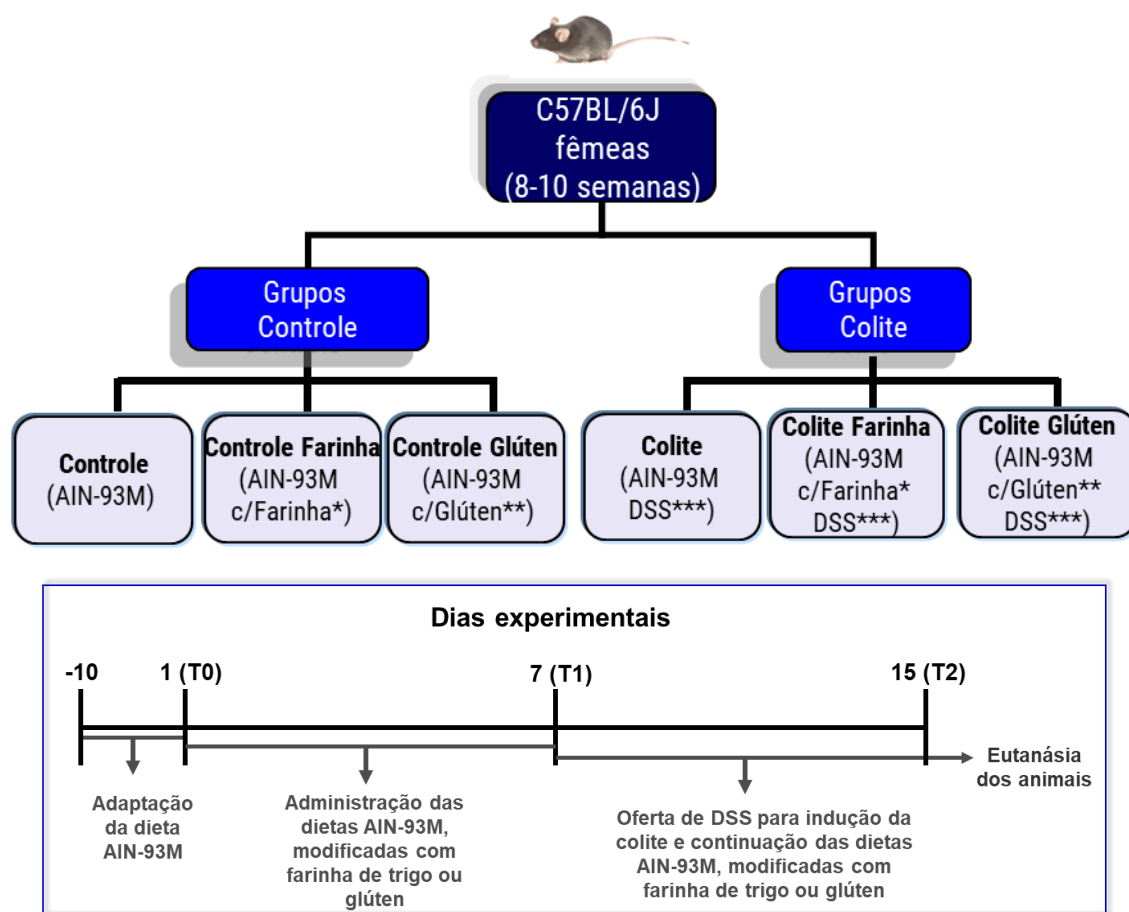 C57BL/6J
fêmeas
(8-10 semanas)
Grupos
Controle
Grupos
Colite
Controle
(AIN-93M)
Controle Farinha
(AIN-93M
c/Farinha*)
Controle Glúten
(AIN-93M
c/Glúten**)
Colite
(AIN-93M
DSS***)
Colite Farinha
(AIN-93M
c/Farinha*
DSS***)
Colite Glúten
(AIN-93M
c/Glúten**
DSS***)
Dias experimentais
-10
1 (T0)
7 (T1)
15 (T2)
Adaptação
da dieta
AIN-93M
Administração das
dietas AIN-93M,
modificadas com
farinha de trigo ou
glúten
Oferta de DSS para indução da
colite e continuação das dietas
AIN-93M, modificadas com
farinha de trigo ou glúten
Eutanásia
dos animais